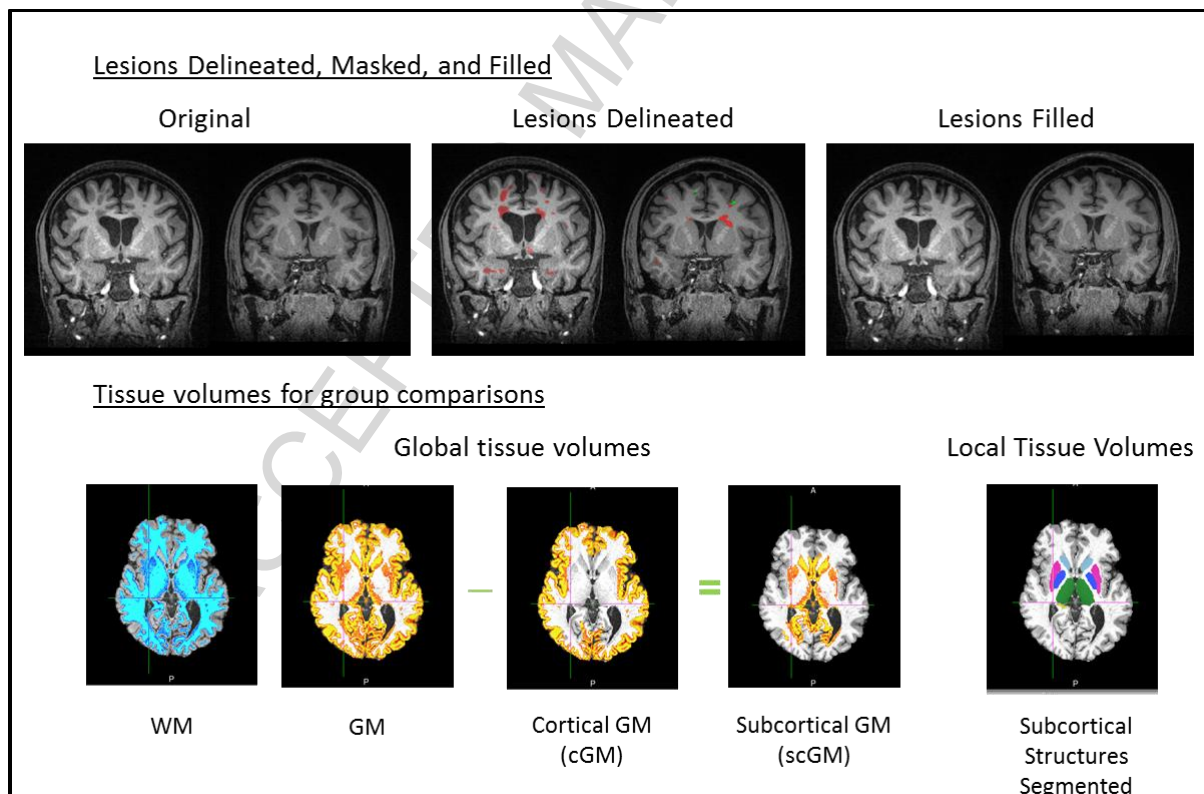 Lesions Delineated, Masked, and Filled
Original
Lesions Delineated
Lesions Filled
Tissue volumes for group comparisons
Global tissue volumes
Local Tissue Volumes
A
P
P
P
P
P
–
=
WM
GM
Cortical GM
(cGM)
Subcortical GM
(scGM)
Subcortical
Structures
Segmented